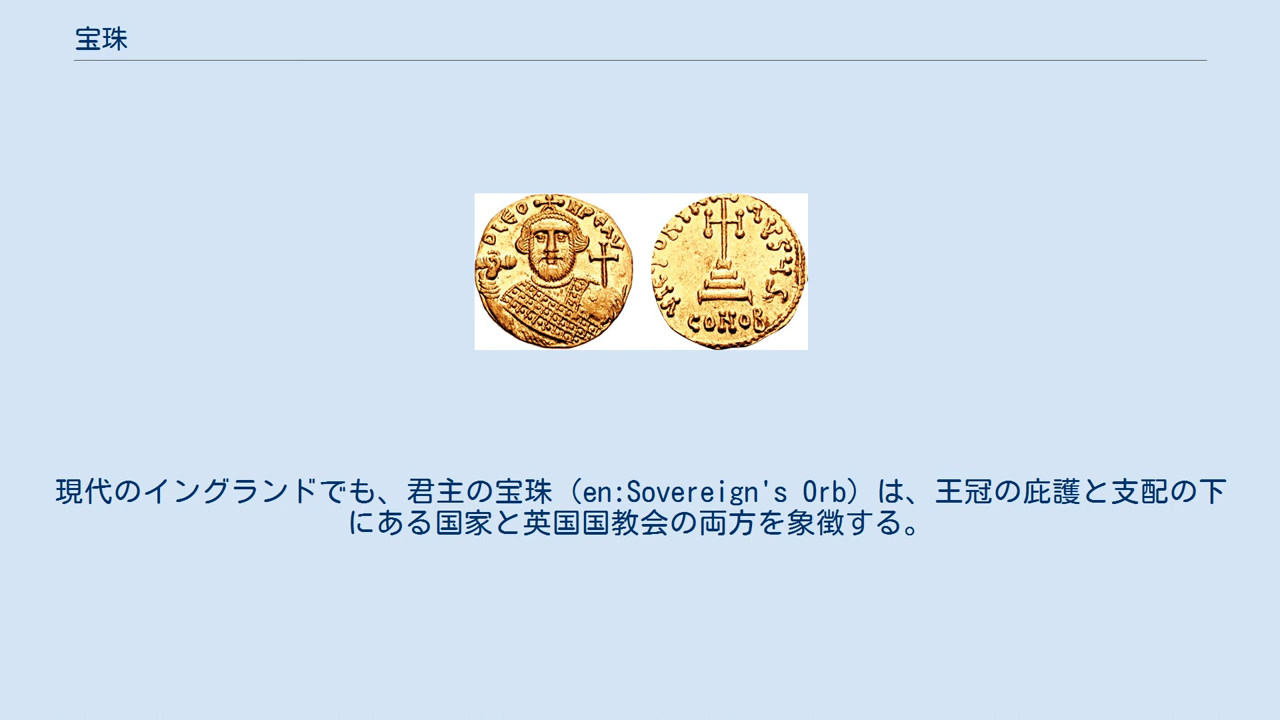 宝珠
CONOB
現代のイングランドでも、君主の宝珠（en:Sovereign's Orb）は、王冠の庇護と支配の下
にある国家と英国国教会の両方を象徴する。